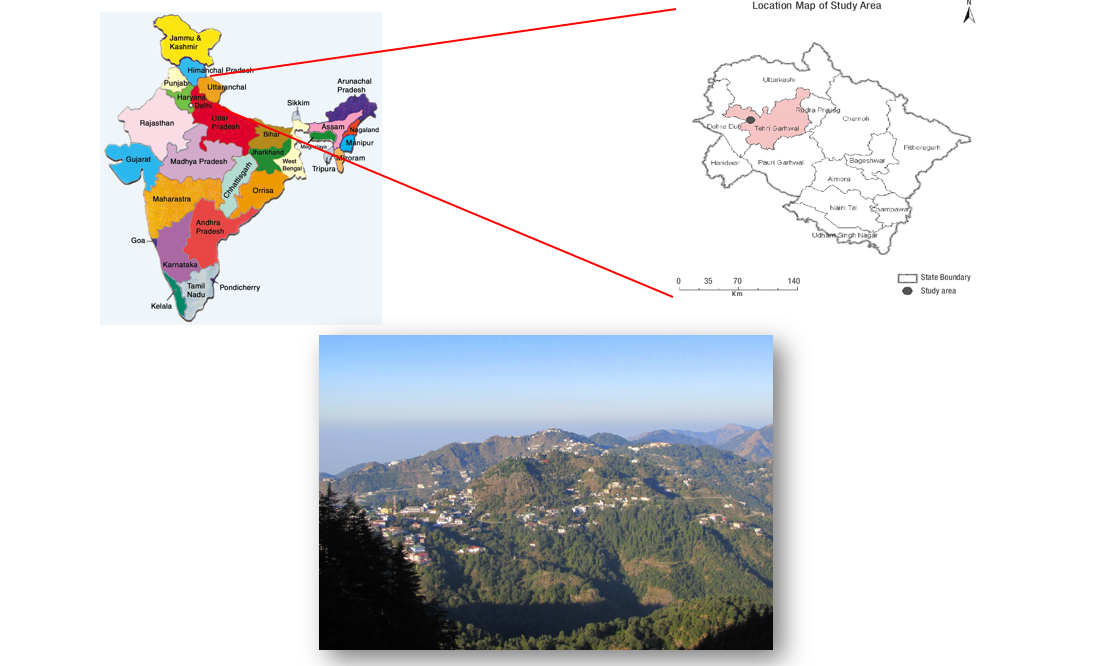 Jammu &
Kashmir
Himanchal Pradesh
Punjab
Uttaranchal
Haryana
Delhi
Rajasthan
Uttar
Pradesh
Bihar
Sikkim
Arunachal
Pradesh
Assam
Nagaland
Manipur
Mizoram
Tripura
Gujarat
Madhya Pradesh
Jharkhand
West
Bengal
Chhattisgarh
Orrisa
Maharastra
Andhra
Pradesh
Goa
Karnataka
Tamil
Nadu
Pondicherry
Kelala
Location Map of Study Area
N
Uttarkashi
Rudra Prayag
Chamoli
Dehra Dun
Tehri Garhwal
Pithoragarh
Haridwar
Pauri Garhwal
Bageshwar
Almora
Naini Tal
Champawat
Udham Singh Nagar
0 35 70 140
Km
State Boundary
Study area